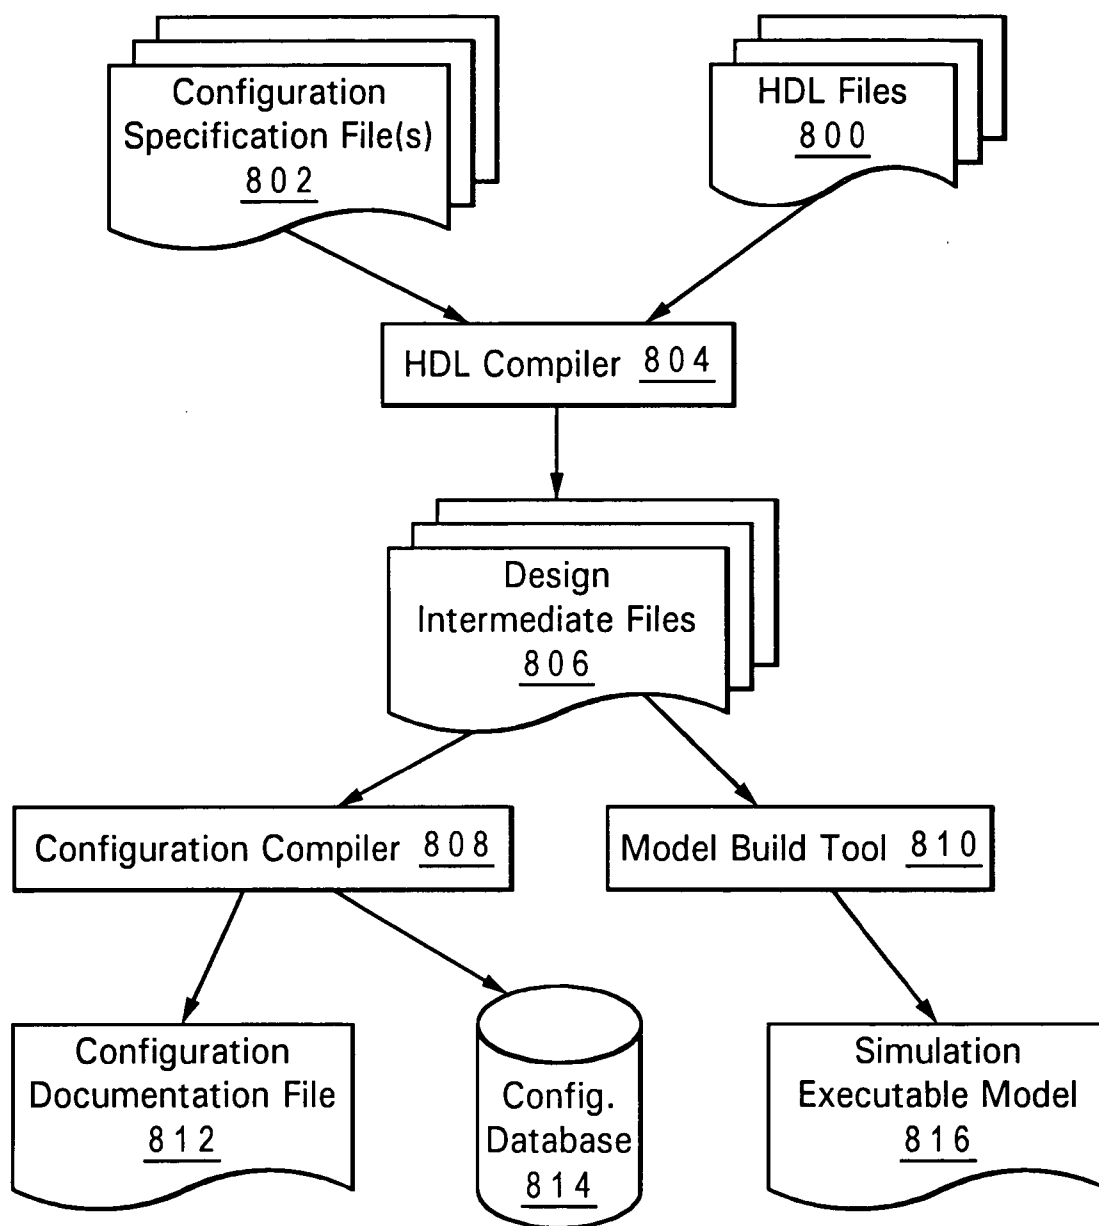 Configuration
Specification File(s)
802
HDL Files
800
HDL Compiler 804
Design
Intermediate Files
806
Configuration Compiler 808
Model Build Tool 810
Configuration
Documentation File
812
Config.
Database
814
Simulation
Executable Model
816